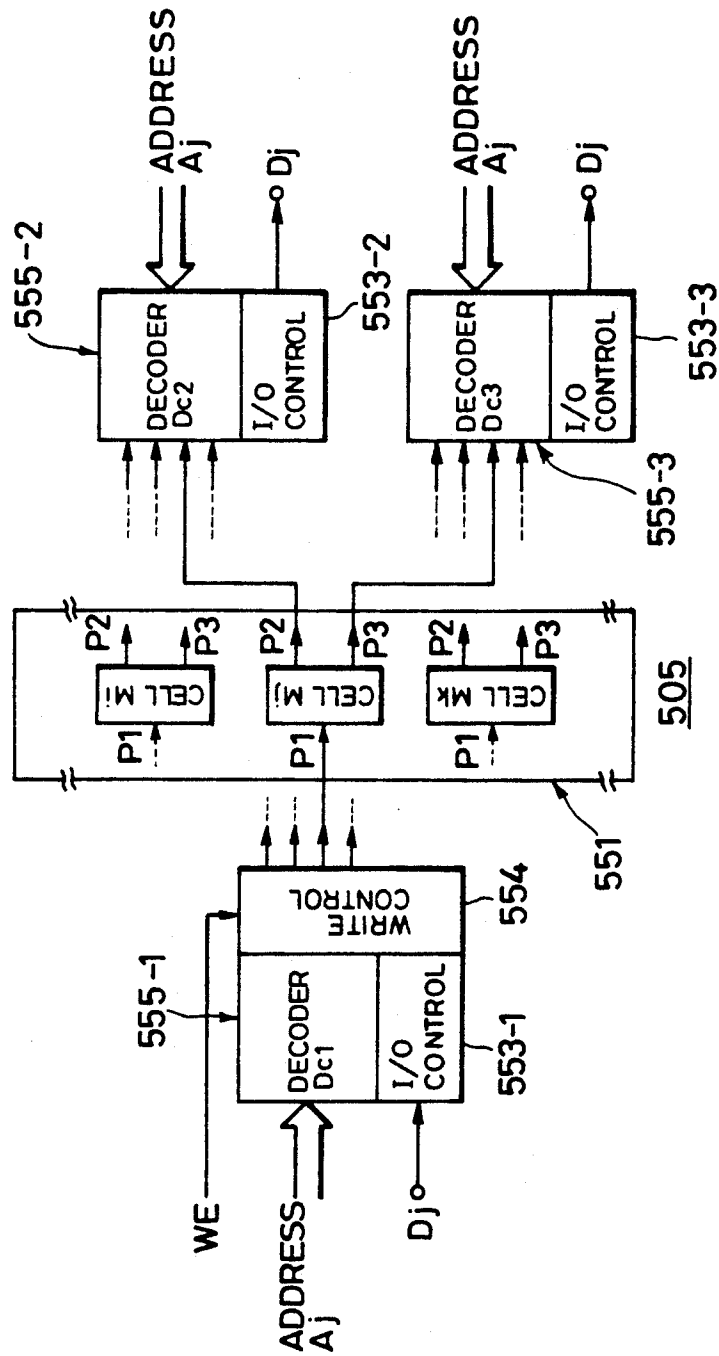 WE
ADDRESS
Aj
Dj
555-1
DECODER
Dc1
I/O
CONTROL
553-1
WRITE
CONTROL
554
551
P1
CELL Mi
P2
P3
P1
CELL Mj
P2
P3
P1
CELL Mk
P2
P3
505
555-2
DECODER
Dc2
I/O
CONTROL
553-2
ADDRESS
Aj
Dj
555-3
DECODER
Dc3
I/O
CONTROL
553-3
ADDRESS
Aj
Dj